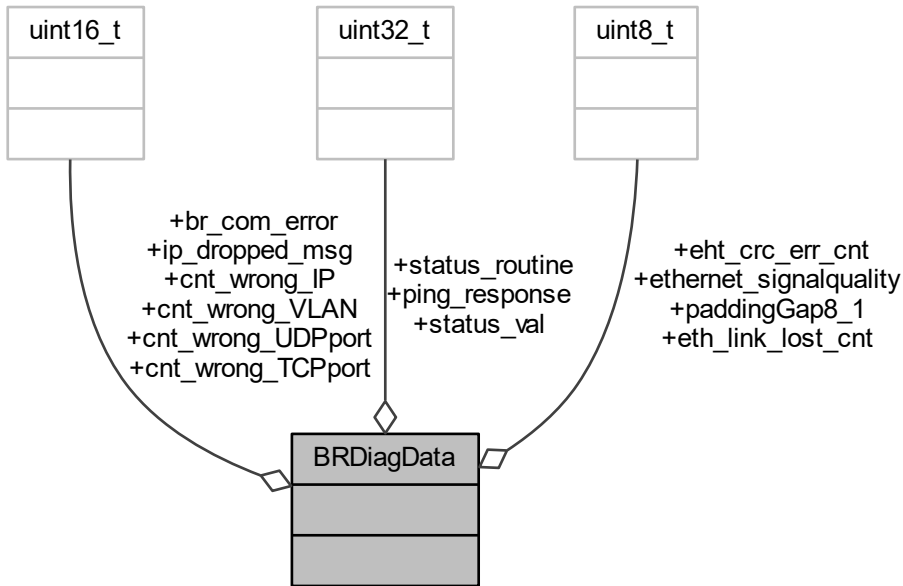 uint16_t
uint32_t
uint8_t
+br_com_error
+ip_dropped_msg
+cnt_wrong_IP
+cnt_wrong_VLAN
+cnt_wrong_UDPport
+cnt_wrong_TCPport
+status_routine
+ping_response
+status_val
+eht_crc_err_cnt
+ethernet_signalquality
+paddingGap8_1
+eth_link_lost_cnt
BRDiagData